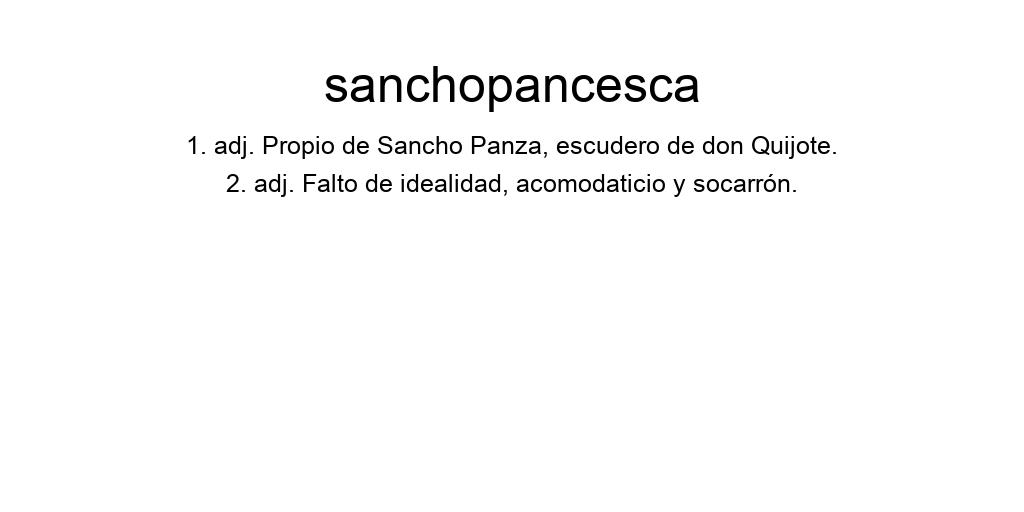 sanchopancesca
1. adj. Propio de Sancho Panza, escudero de don Quijote.
2. adj. Falto de idealidad, acomodaticio y socarrón.